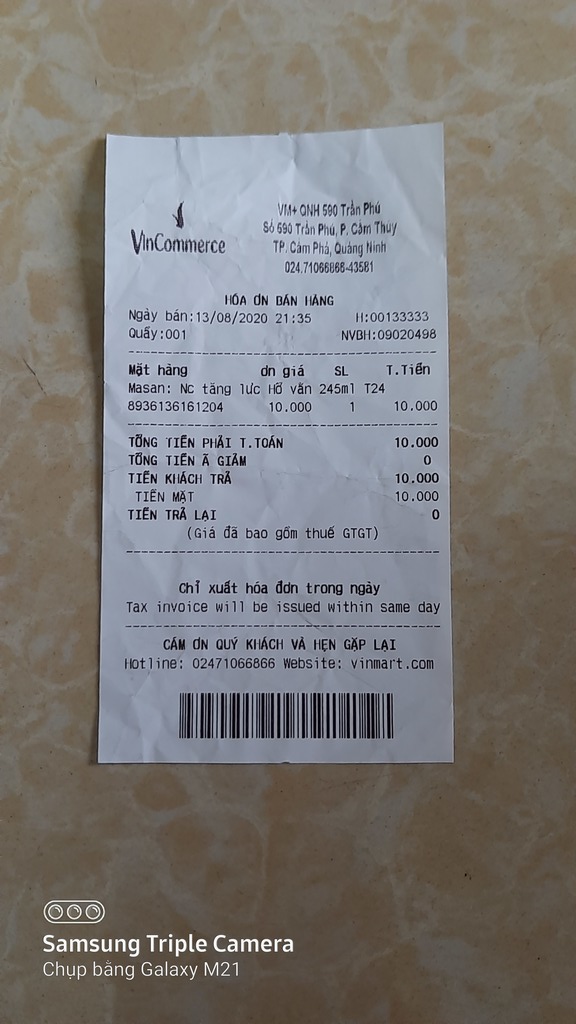 VinCommerce
VM+ QNH 590 Trần Phú
Số 590 Trần Phú, P. Cẩm Thủy
TP. Cẩm Phả, Quảng Ninh
024.71066866-43581
HÓA ƠN BÁN HÀNG
Ngày bán:13/08/2020 21:35 H:00133333
Quầy:001 NVBH:09020498
Mặt hàng ơn giá SL T.Tiền
Masan: Nc tăng lực Hổ vằn 245ml T24
8936136161204 10.000 1 10.000
TỔNG TIỀN PHẢI T.TOÁN 10.000
TỔNG TIỀN Ã GIẢM 0
TIỀN KHÁCH TRẢ 10.000
TIỀN MẶT 10.000
TIỀN TRẢ LẠI 0
(Giá đã bao gồm thuế GTGT)
Chỉ xuất hóa đơn trong ngày
Tax invoice will be issued within same day
CÁM ƠN QUÝ KHÁCH VÀ HẸN GẶP LẠI
Hotline: 02471066866 Website: vinmart.com
Samsung Triple Camera
Chụp bằng Galaxy M21